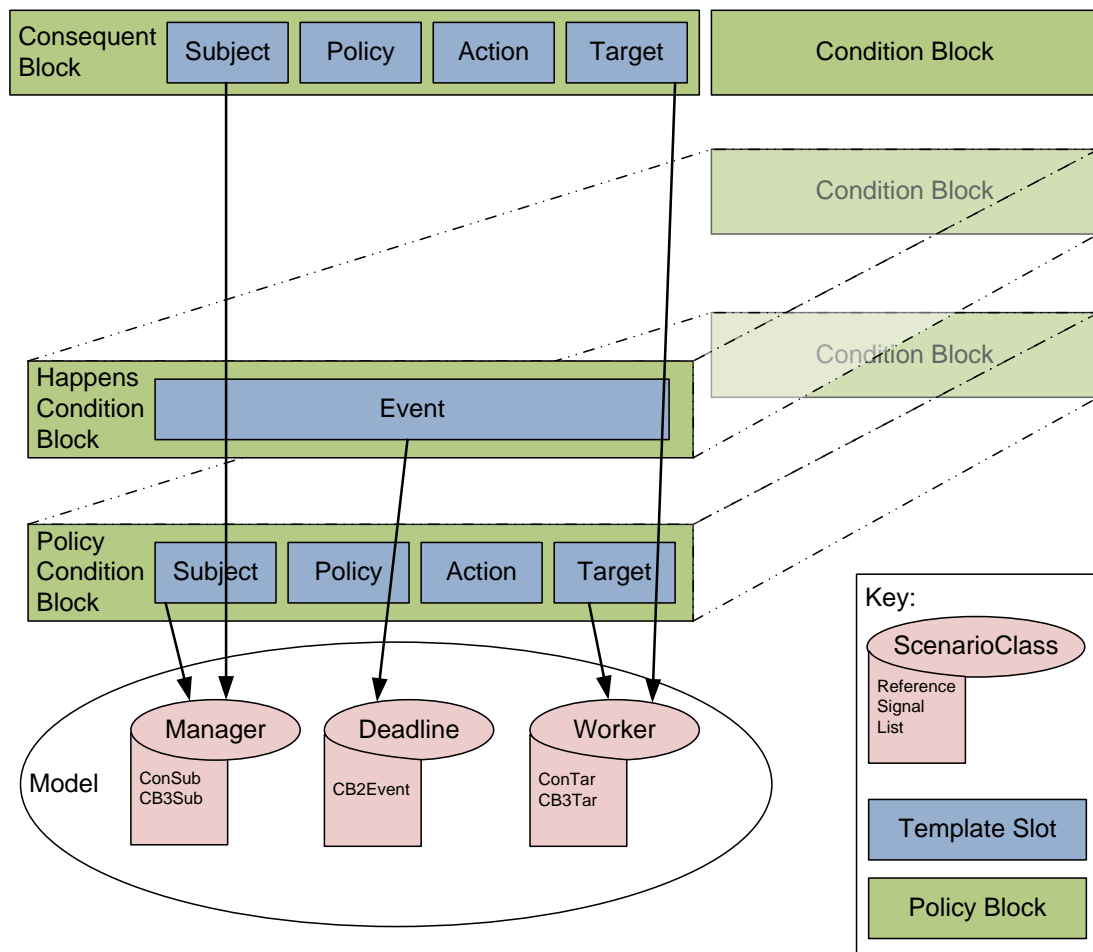 Consequent
Block
Subject
Policy
Action
Target
Condition Block
Condition Block
Condition Block
Happens
Condition
Block
Event
Policy
Condition
Block
Subject
Policy
Action
Target
Model
Manager
ConSub
CB3Sub
Deadline
CB2Event
Worker
ConTar
CB3Tar
Key:
ScenarioClass
Reference
Signal
List
Template Slot
Policy Block